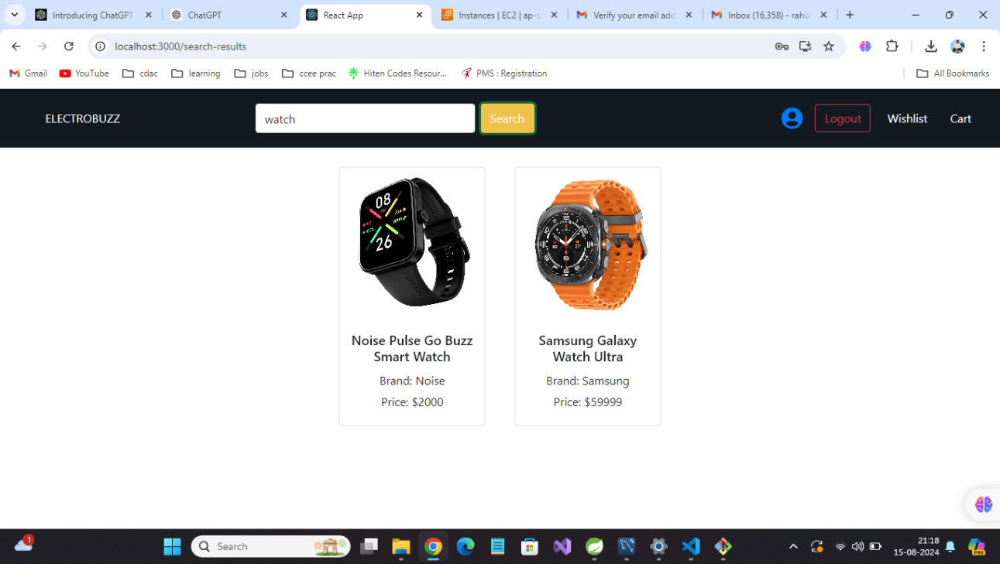 Introducing ChatGPT
ChatGPT
React App
Instances | EC2 | ap-s
Verify your email add
Inbox (16,358) - rahu
localhost:3000/search-results
Gmail
YouTube
cdac
learning
jobs
ccee prac
Hiten Codes Resour...
PMS : Registration
All Bookmarks
ELECTROBUZZ
watch
Search
Logout
Wishlist
Cart
08
26
Noise Pulse Go Buzz
Smart Watch
Brand: Noise
Price: $2000
Samsung Galaxy
Watch Ultra
Brand: Samsung
Price: $59999
1
Search
21:18
15-08-2024
PRE